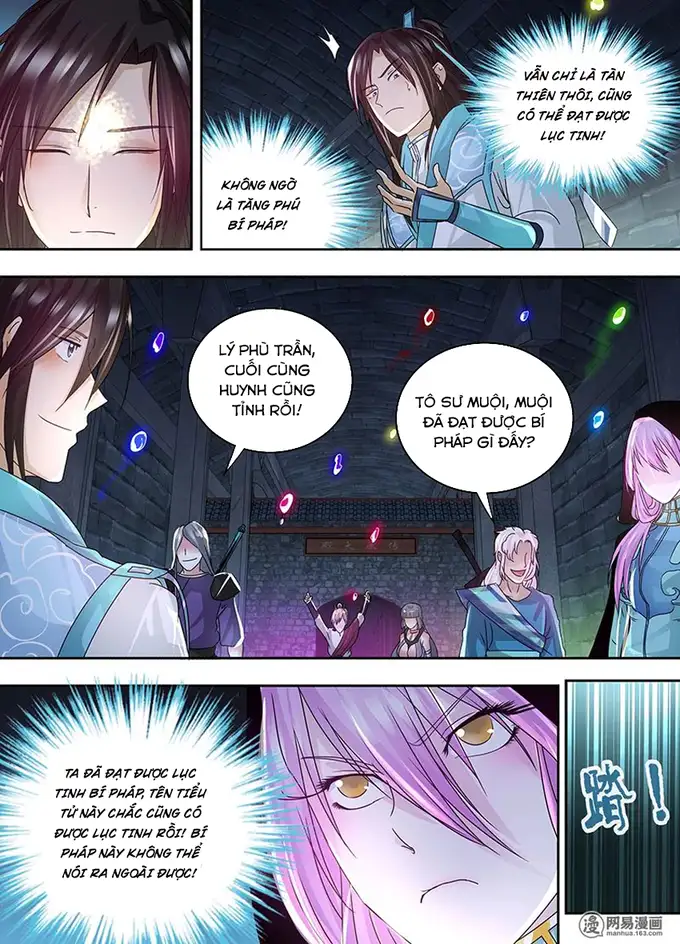 VẪN CHỈ LÀ TÀN
THIÊN THÔI, CŨNG
CÓ THỂ ĐẠT ĐƯỢC
LỤC TINH!
KHÔNG NGỜ
LÀ TĂNG PHÚ
BÍ PHÁP!
LÝ PHÙ TRẦN,
CUỐI CÙNG
HUYNH CŨNG
TỈNH RỒI!
TÔ SƯ MUỘI, MUỘI
ĐÃ ĐẠT ĐƯỢC BÍ
PHÁP GÌ ĐẤY?
TA ĐÃ ĐẠT ĐƯỢC LỤC
TINH BÍ PHÁP, TÊN TIỂU
TỬ NÀY CHẮC CŨNG CÓ
ĐƯỢC LỤC TINH RỒI! BÍ
PHÁP NÀY KHÔNG THỂ
NÓI RA NGOÀI ĐƯỢC!
踏!
网易漫画
manhua.163.com